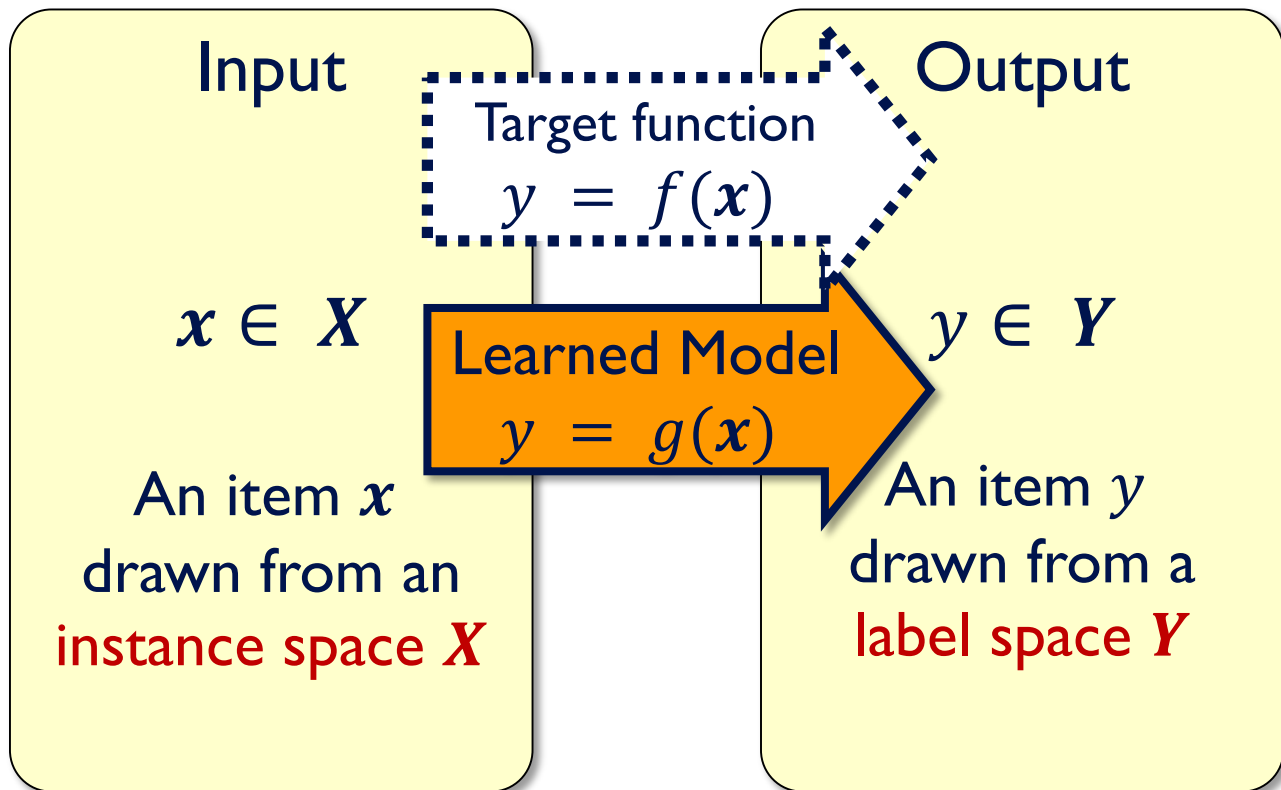 Input
Target function
y = f(x)
Output
x ∈ X
Learned Model
y = g(x)
y ∈ Y
An item x
drawn from an
instance space X
An item y
drawn from a
label space Y